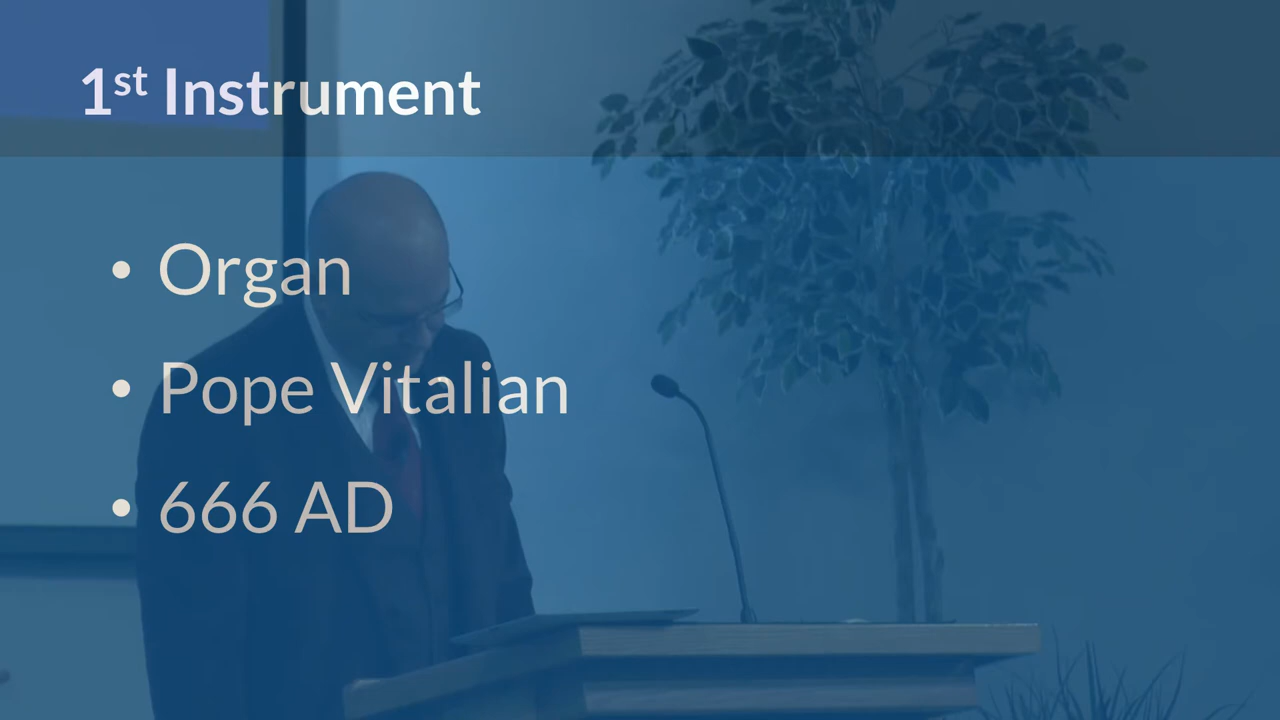 1st Instrument
• Organ
• Pope Vitalian
• 666 AD